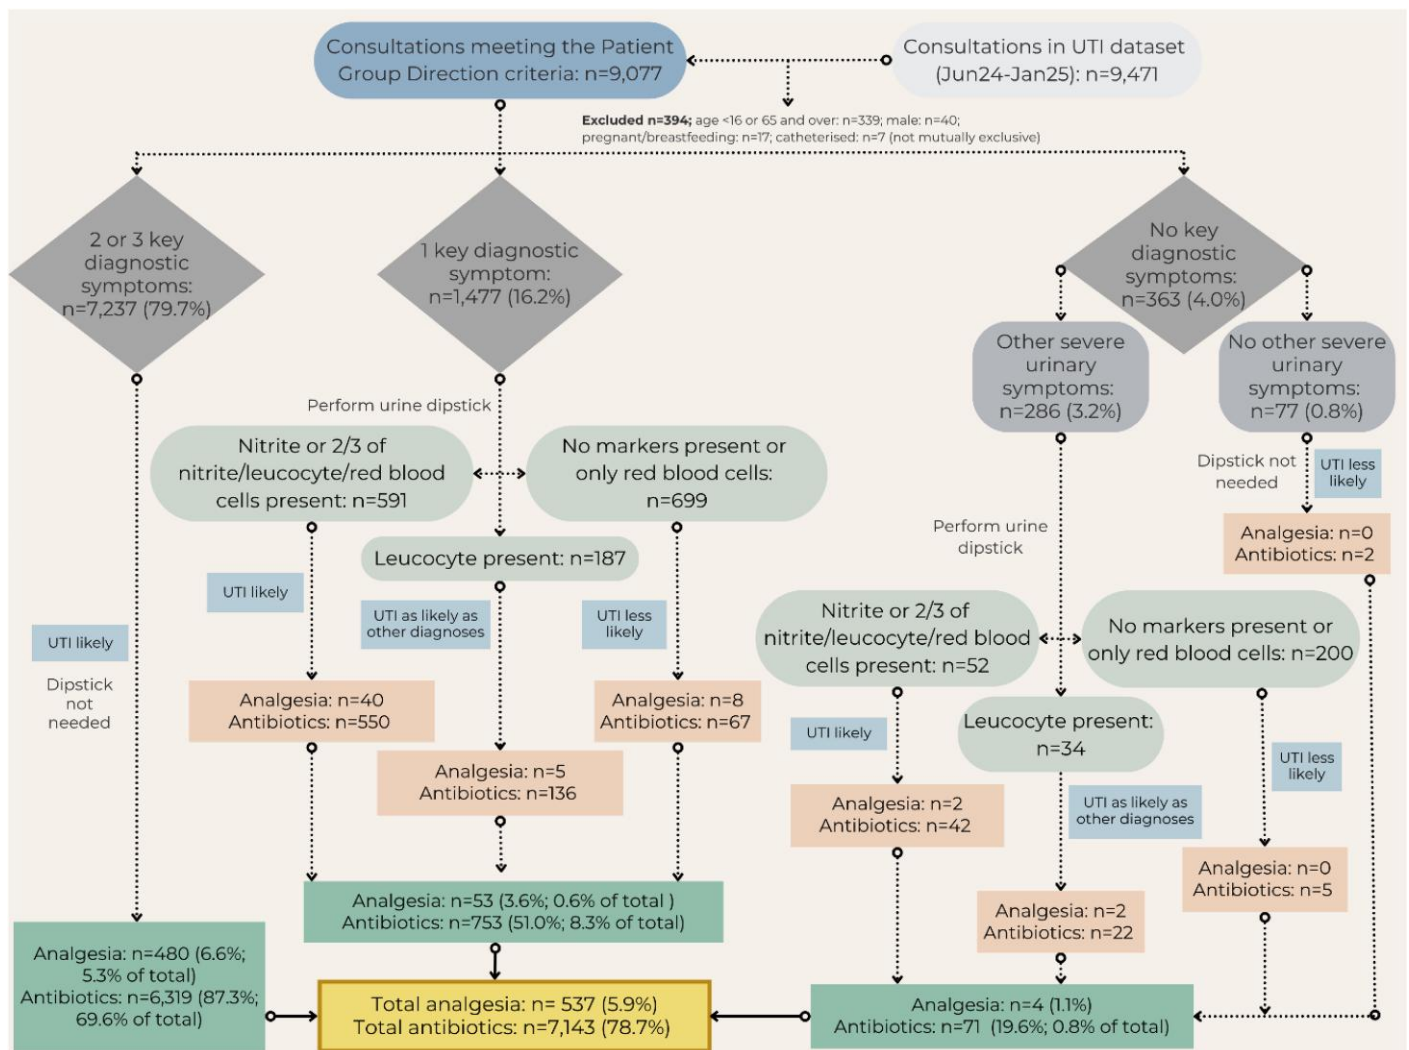 Consultations meeting the Patient
Group Direction criteria: n=9,077
Consultations in UTI dataset
(Jun24-Jan25): n=9,471
Excluded n=394; age <16 or 65 and over: n=339; male: n=40;
pregnant/breastfeeding: n=17; catheterised: n=7 (not mutually exclusive)
2 or 3 key
diagnostic
symptoms:
n=7,237 (79.7%)
1 key diagnostic
symptom:
n=1,477 (16.2%)
No key
diagnostic
symptoms:
n=363 (4.0%)
Other severe
urinary
symptoms:
n=286 (3.2%)
No other severe
urinary
symptoms:
n=77 (0.8%)
Perform urine dipstick
Nitrite or 2/3 of
nitrite/leucocyte/red blood
cells present: n=591
No markers present or
only red blood cells:
n=699
Leucocyte present: n=187
Dipstick not
needed
UTI less
likely
Analgesia: n=0
Antibiotics: n=2
Perform urine
dipstick
UTI likely
UTI as likely as
other diagnoses
UTI less
likely
Nitrite or 2/3 of
nitrite/leucocyte/red blood
cells present: n=52
No markers present or
only red blood cells: n=200
UTI likely
Dipstick
not
needed
Analgesia: n=40
Antibiotics: n=550
Analgesia: n=8
Antibiotics: n=67
Analgesia: n=5
Antibiotics: n=136
Leucocyte present:
n=34
UTI likely
UTI less
likely
Analgesia: n=2
Antibiotics: n=42
UTI as likely as
other diagnoses
Analgesia: n=0
Antibiotics: n=5
Analgesia: n=2
Antibiotics: n=22
Analgesia: n=53 (3.6%; 0.6% of total )
Antibiotics: n=753 (51.0%; 8.3% of total)
Analgesia: n=480 (6.6%;
5.3% of total)
Antibiotics: n=6,319 (87.3%;
69.6% of total)
Total analgesia: n= 537 (5.9%)
Total antibiotics: n=7,143 (78.7%)
Analgesia: n=4 (1.1%)
Antibiotics: n=71 (19.6%; 0.8% of total)